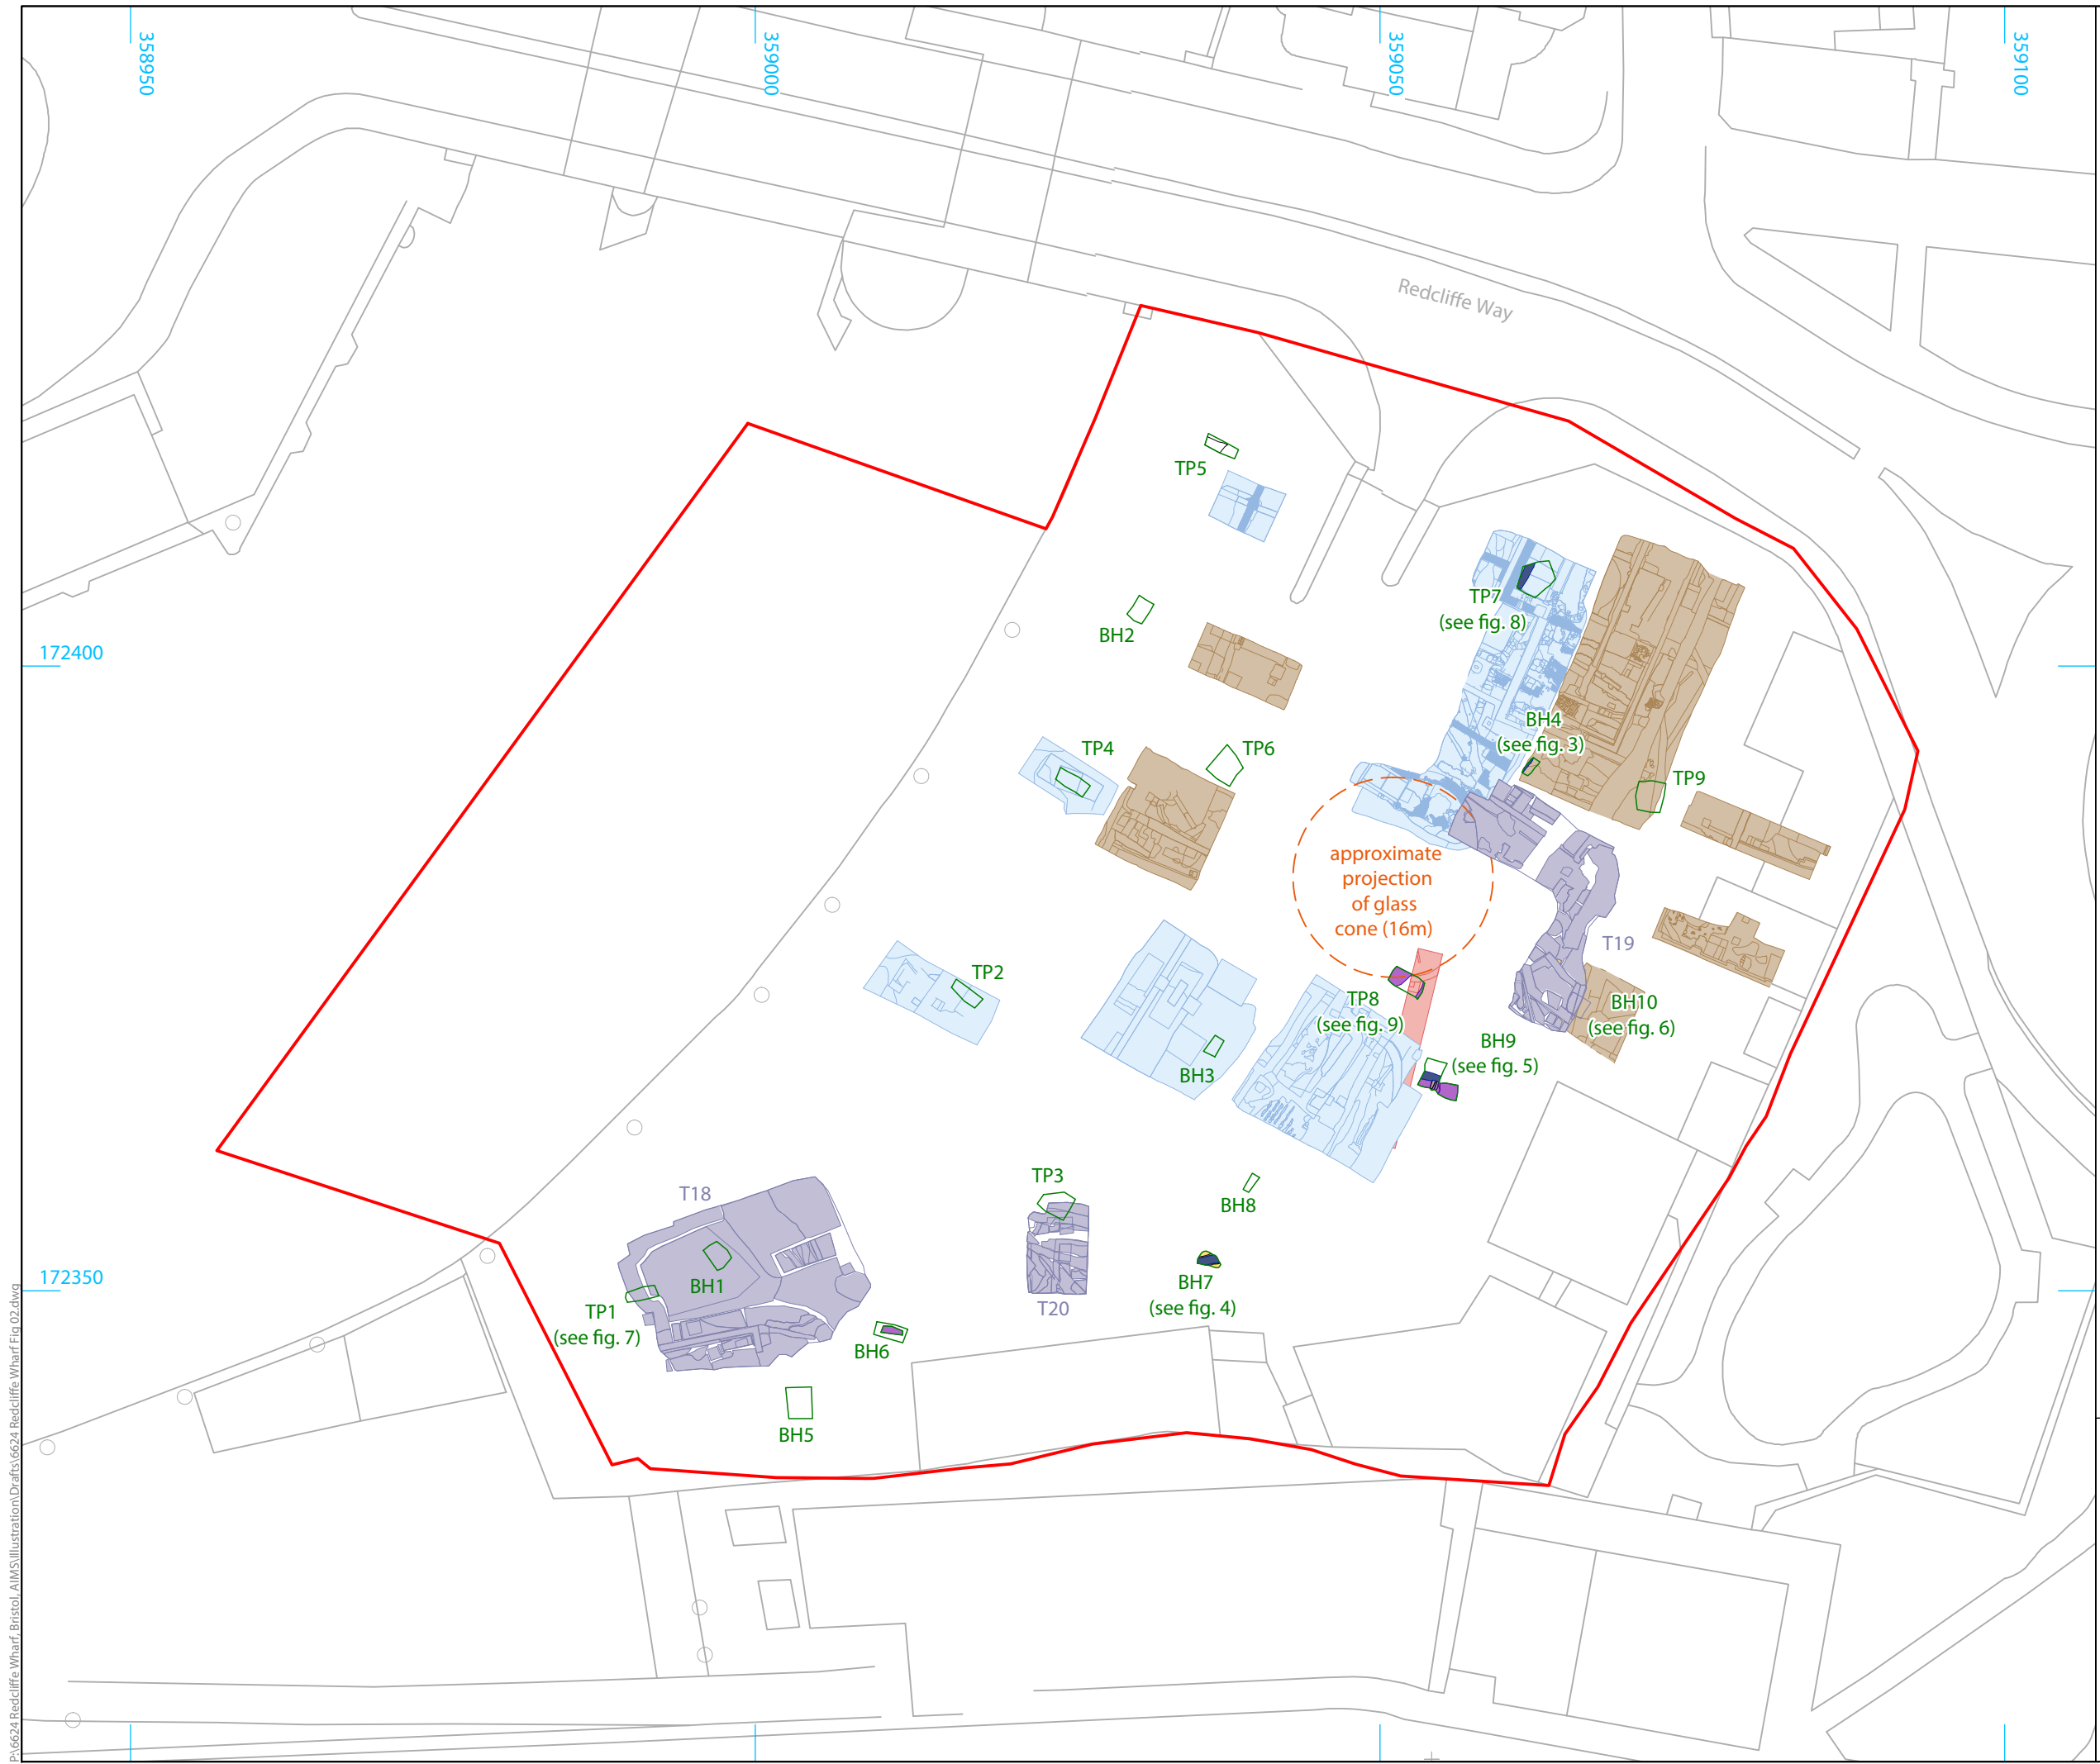 358950
359000
359050
359100
Redcliffe Way
TP5
TP7
(see fig. 8)
BH2
172400
BH4
(see fig. 3)
TP4
TP6
TP9
approximate
projection
of glass
cone (16m)
T19
TP2
TP8
(see fig. 9)
BH10
(see fig. 6)
BH9
(see fig. 5)
BH3
TP3
T18
BH8
172350
BH1
BH7
(see fig. 4)
T20
TP1
(see fig. 7)
BH6
BH5
P:\6624 Redcliffe Wharf, Bristol, AIMS\Illustration\Drafts\6624 Redcliffe Wharf Fig 02.dwg